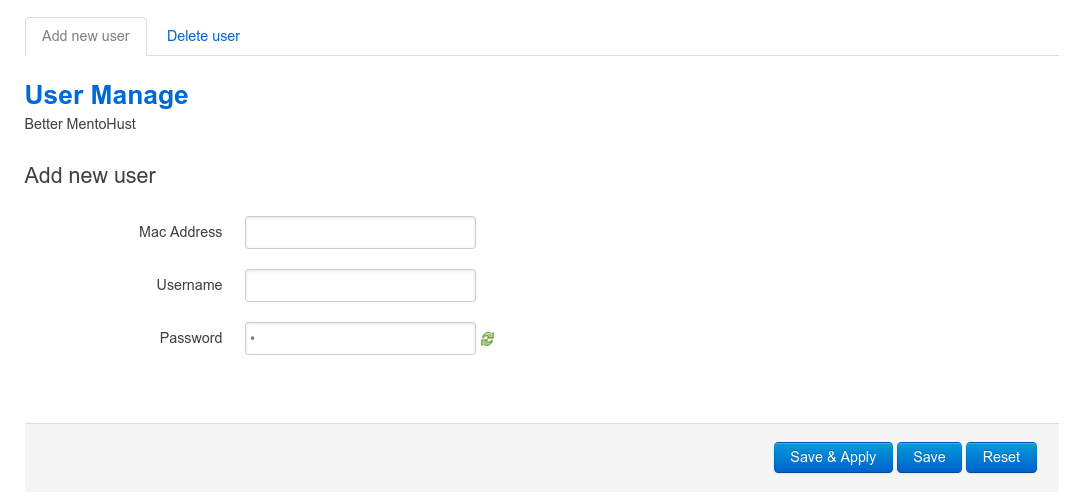 Add new user Delete user
User Manage
Better MentoHust
Add new user
Mac Address
Username
Password •
Save & Apply Save Reset